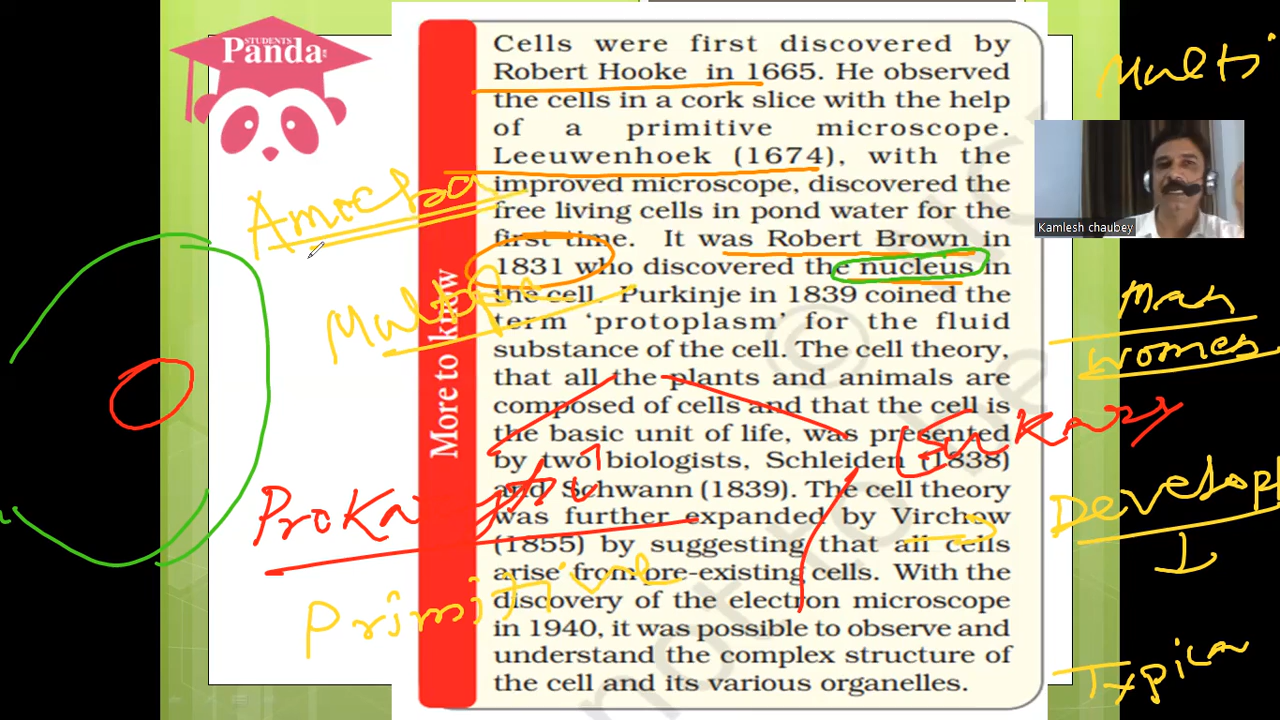 STUDENTS
Panda
More to know
Cells were first discovered by
Robert Hooke in 1665. He observed
the cells in a cork slice with the help
of a primitive microscope.
Leeuwenhoek (1674), with the
improved microscope, discovered the
free living cells in pond water for the
first time. It was Robert Brown in
1831 who discovered the nucleus in
the cell. Purkinje in 1839 coined the
term ‘protoplasm’ for the fluid
substance of the cell. The cell theory,
that all the plants and animals are
composed of cells and that the cell is
the basic unit of life, was presented
by two biologists, Schleiden (1838)
and Schwann (1839). The cell theory
was further expanded by Virchow
(1855) by suggesting that all cells
arise from pre-existing cells. With the
discovery of the electron microscope
in 1940, it was possible to observe and
understand the complex structure of
the cell and its various organelles.
Amoeba
Prokaryotic
Primitive
Multi
Kamlesh chaubey
Man
Women
Eukary
Develop
Typical
not to